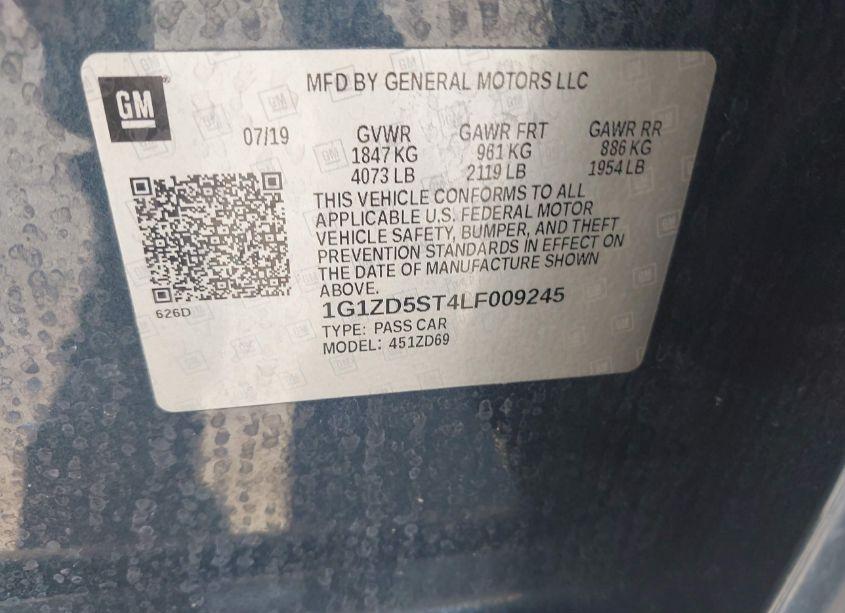 GM
MFD BY GENERAL MOTORS LLC
07/19 GVWR GAWR FRT GAWR RR
1847 KG 961 KG 886 KG
4073 LB 2119 LB 1954 LB
THIS VEHICLE CONFORMS TO ALL
APPLICABLE U.S. FEDERAL MOTOR
VEHICLE SAFETY, BUMPER, AND THEFT
PREVENTION STANDARDS IN EFFECT ON
THE DATE OF MANUFACTURE SHOWN
ABOVE.
626D
1G1ZD5ST4LF009245
TYPE: PASS CAR
MODEL: 451ZD69